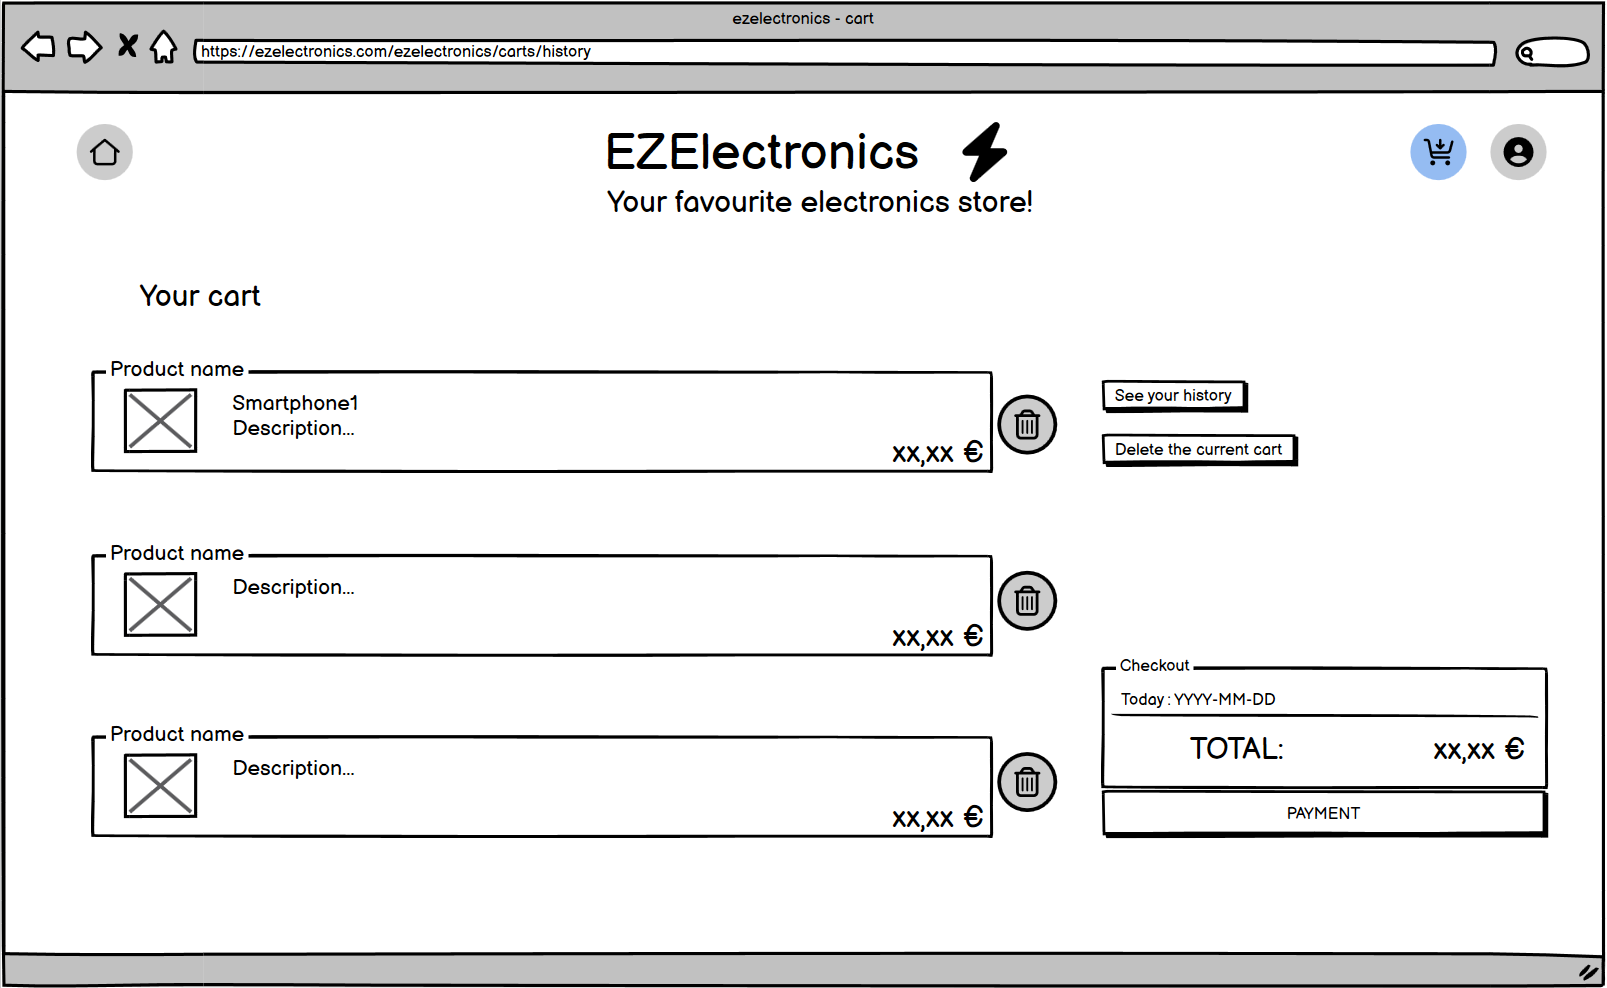 ezelectronics - cart
https://ezelectronics.com/ezelectronics/carts/history
EZElectronics
Your favourite electronics store!
Your cart
Product name
Smartphone1
Description...
xx,xx €
See your history
Delete the current cart
Product name
Description...
xx,xx €
Product name
Description...
xx,xx €
Checkout
Today : YYYY-MM-DD
TOTAL: xx,xx €
PAYMENT